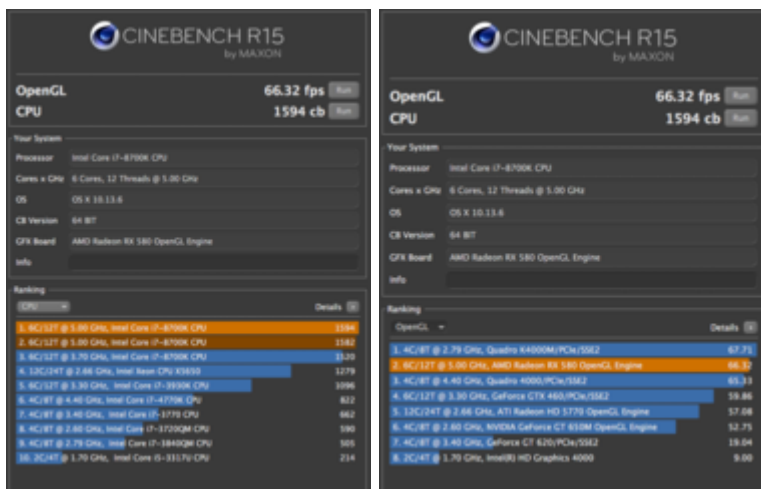 CINEBENCH R15
by MAXON
OpenGL 66.32 fps Run
CPU 1594 cb Run
Your System
Processor Intel Core i7-8700K CPU
Cores x GHz 6 Cores, 12 Threads @ 5.00 GHz
OS OS X 10.13.6
CB Version 64 BIT
GFX Board AMD Radeon RX 580 OpenGL Engine
Info
Ranking
CPU Details
1. 6C/12T @ 5.00 GHz, Intel Core i7-8700K CPU 1594
2. 6C/12T @ 5.00 GHz, Intel Core i7-8700K CPU 1582
3. 6C/12T @ 3.70 GHz, Intel Core i7-8700K CPU 1520
4. 12C/24T @ 2.66 GHz, Intel Xeon CPU X5650 1279
5. 6C/12T @ 3.30 GHz, Intel Core i7-3930K CPU 1096
6. 4C/8T @ 4.40 GHz, Intel Core i7-4770K CPU 822
7. 4C/8T @ 3.40 GHz, Intel Core i7-3770 CPU 662
8. 4C/8T @ 2.60 GHz, Intel Core i7-3720QM CPU 590
9. 4C/8T @ 2.79 GHz, Intel Core i7-3840QM CPU 505
10. 2C/4T @ 1.70 GHz, Intel Core i5-3317U CPU 214
CINEBENCH R15
by MAXON
OpenGL 66.32 fps Run
CPU 1594 cb Run
Your System
Processor Intel Core i7-8700K CPU
Cores x GHz 6 Cores, 12 Threads @ 5.00 GHz
OS OS X 10.13.6
CB Version 64 BIT
GFX Board AMD Radeon RX 580 OpenGL Engine
Info
Ranking
OpenGL Details
1. 4C/8T @ 2.79 GHz, Quadro K4000M/PCIe/SSE2 67.71
2. 6C/12T @ 5.00 GHz, AMD Radeon RX 580 OpenGL Engine 66.32
3. 4C/8T @ 4.40 GHz, Quadro 4000/PCIe/SSE2 65.33
4. 6C/12T @ 3.30 GHz, GeForce GTX 460/PCIe/SSE2 59.86
5. 12C/24T @ 2.66 GHz, ATI Radeon HD 5770 OpenGL Engine 57.08
6. 4C/8T @ 2.60 GHz, NVIDIA GeForce GT 650M OpenGL Engine 52.75
7. 4C/8T @ 3.40 GHz, GeForce GT 620/PCIe/SSE2 19.04
8. 2C/4T @ 1.70 GHz, Intel(R) HD Graphics 4000 9.00